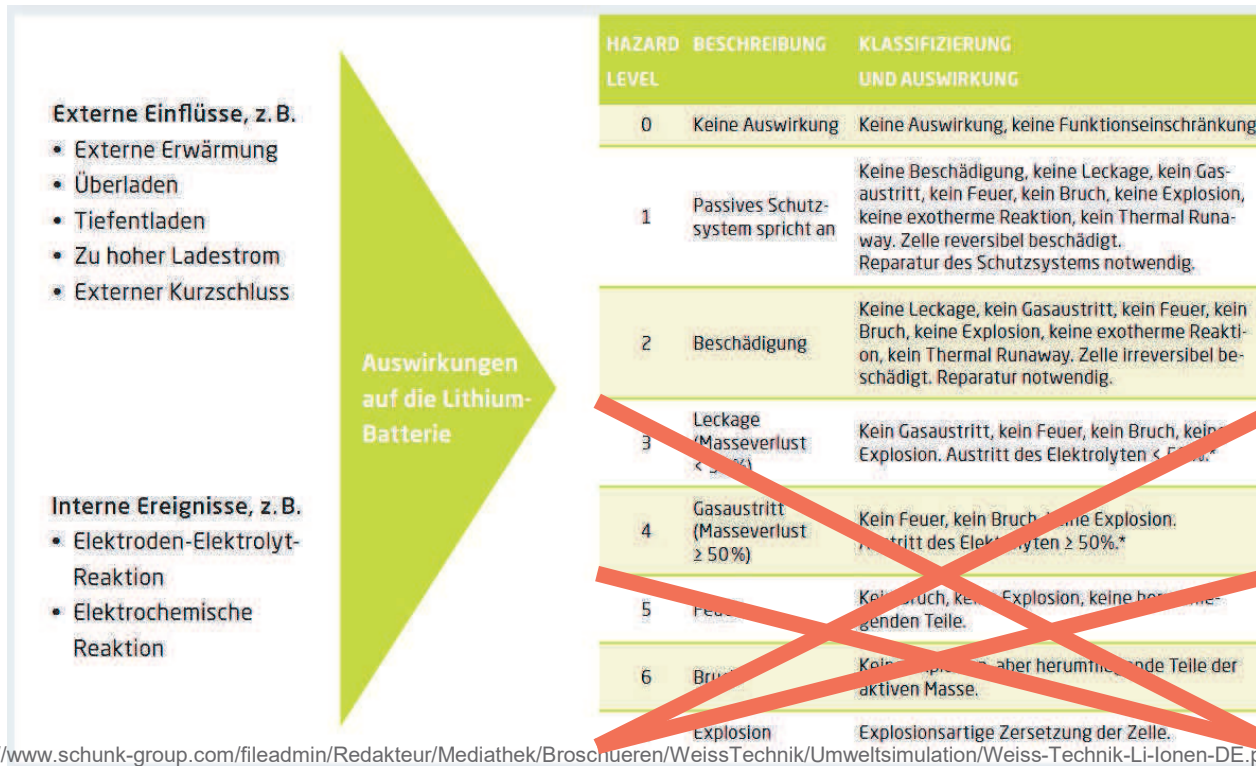 Externe Einflüsse, z. B.
• Externe Erwärmung
• Überladen
• Tiefentladen
• Zu hoher Ladestrom
• Externer Kurzschluss
Interne Ereignisse, z. B.
• Elektroden-Elektrolyt-
Reaktion
• Elektrochemische
Reaktion
Auswirkungen
auf die Lithium-
Batterie
HAZARD
LEVEL
BESCHREIBUNG
KLASSIFIZIERUNG
UND AUSWIRKUNG
0
Keine Auswirkung
Keine Auswirkung, keine Funktionseinschränkung
1
Passives Schutz-
system spricht an
Keine Beschädigung, keine Leckage, kein Gas-
austritt, kein Feuer, kein Bruch, keine Explosion,
keine exotherme Reaktion, kein Thermal Runa-
way. Zelle reversibel beschädigt.
Reparatur des Schutzsystems notwendig.
2
Beschädigung
Keine Leckage, kein Gasaustritt, kein Feuer, kein
Bruch, keine Explosion, keine exotherme Reakti-
on, kein Thermal Runaway. Zelle irreversibel be-
schädigt. Reparatur notwendig.
3
Leckage
(Masseverlust
Kein Gasaustritt, kein Feuer, kein Bruch, keine
Explosion. Austritt des Elektrolyten <
4
Gasaustritt
(Masseverlust
≥ 50%)
Kein Feuer, kein Bruch, keine Explosion.
Austritt des Elektrolyten ≥ 50%.*
5
Kein Bruch, keine Explosion, keine
genden Teile.
6
aber herumfliegende Teile der
aktiven Masse.
Explosion
Explosionsartige Zersetzung der Zelle.
//www.schunk-group.com/fileadmin/Redakteur/Mediathek/Broschueren/WeissTechnik/Umweltsimulation/Weiss-Technik-Li-Ionen-DE.p